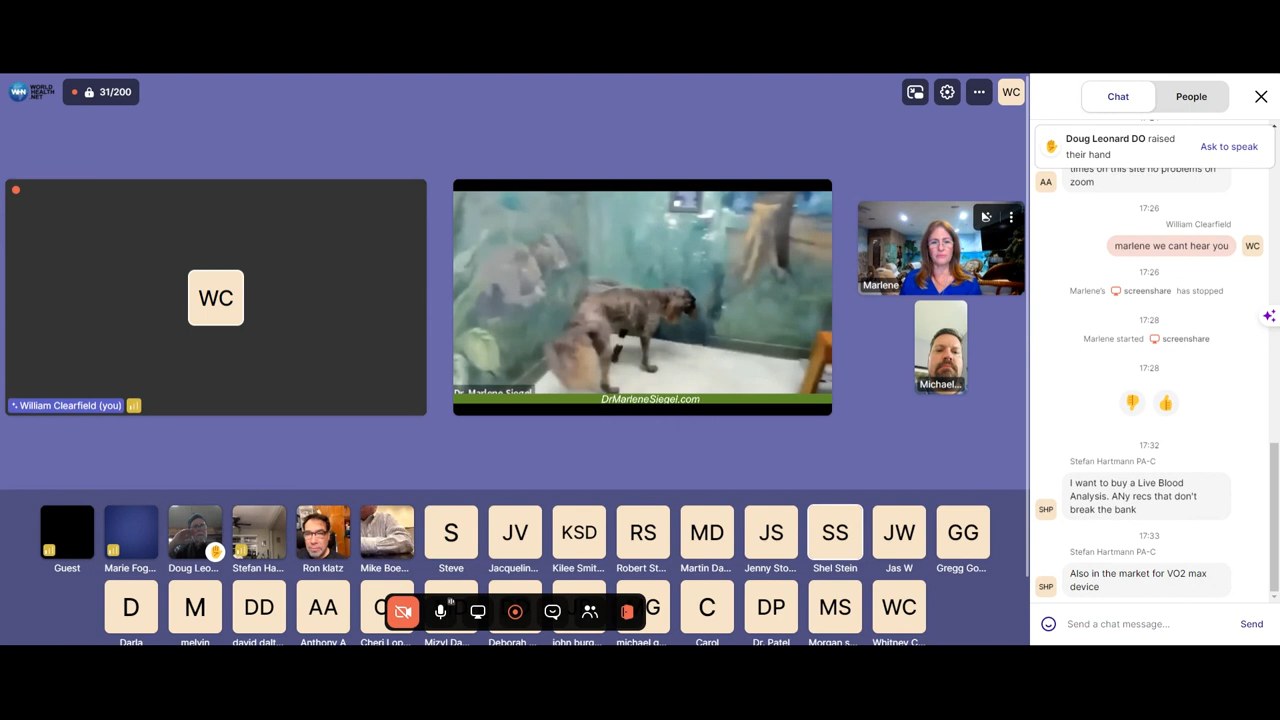 WORLD
HEALTH
.NET
31/200
WC
WC
William Clearfield (you)
Dr. Marlene Siegel
DrMarleneSiegel.com
Marlene
Michael...
Guest
Marie Fog...
Doug Leo...
Stefan Ha...
Ron klatz
Mike Boe...
S
Steve
JV
Jacquelin...
KSD
Kilee Smit...
RS
Robert St...
MD
Martin Da...
JS
Jenny Sto...
SS
Shel Stein
JW
Jas W
GG
Gregg Go...
D
Darla
M
melvin
DD
david dalt...
AA
Anthony A
Cheri Lop...
Mizyl Da...
Deborah
john burg...
G
michael g...
C
Carol
DP
Dr. Patel
MS
Morgan s...
WC
Whitney C...
Chat
People
Doug Leonard DO raised
their hand
Ask to speak
times on this site no problems on
zoom
AA
17:26
William Clearfield
marlene we cant hear you
WC
17:26
Marlene's screenshare has stopped
17:28
Marlene started screenshare
17:28
17:32
Stefan Hartmann PA-C
I want to buy a Live Blood
Analysis. ANy recs that don't
break the bank
SHP
17:33
Stefan Hartmann PA-C
Also in the market for VO2 max
device
SHP
Send a chat message...
Send